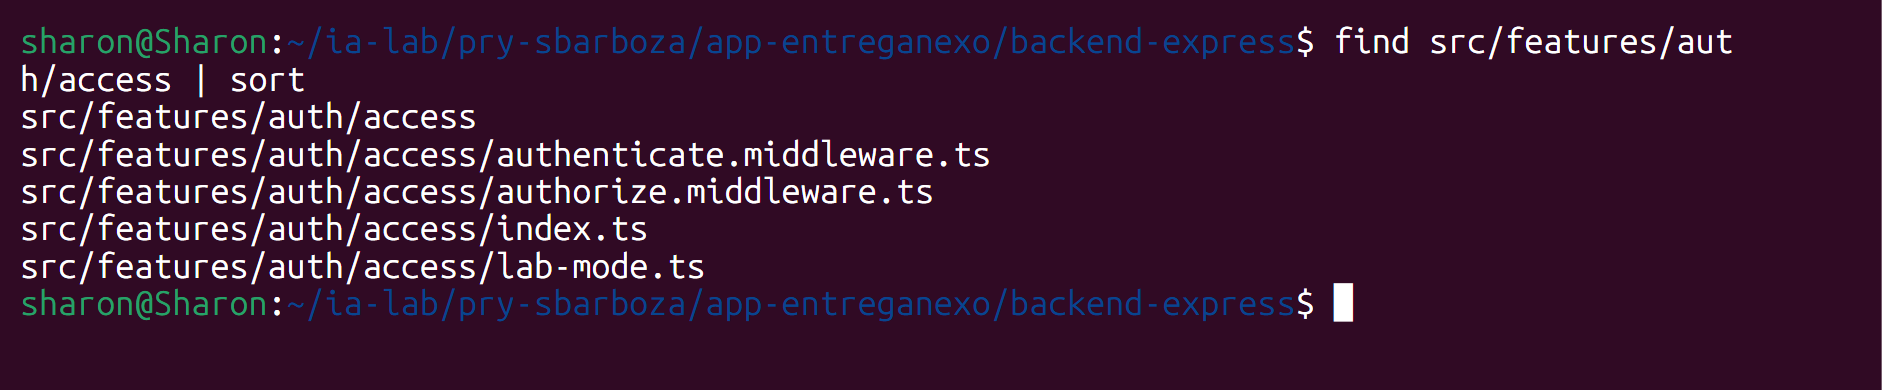 sharon@Sharon:~/ia-lab/pry-sbarboza/app-entreganexo/backend-express$ find src/features/aut
h/access | sort
src/features/auth/access
src/features/auth/access/authenticate.middleware.ts
src/features/auth/access/authorize.middleware.ts
src/features/auth/access/index.ts
src/features/auth/access/lab-mode.ts
sharon@Sharon:~/ia-lab/pry-sbarboza/app-entreganexo/backend-express$